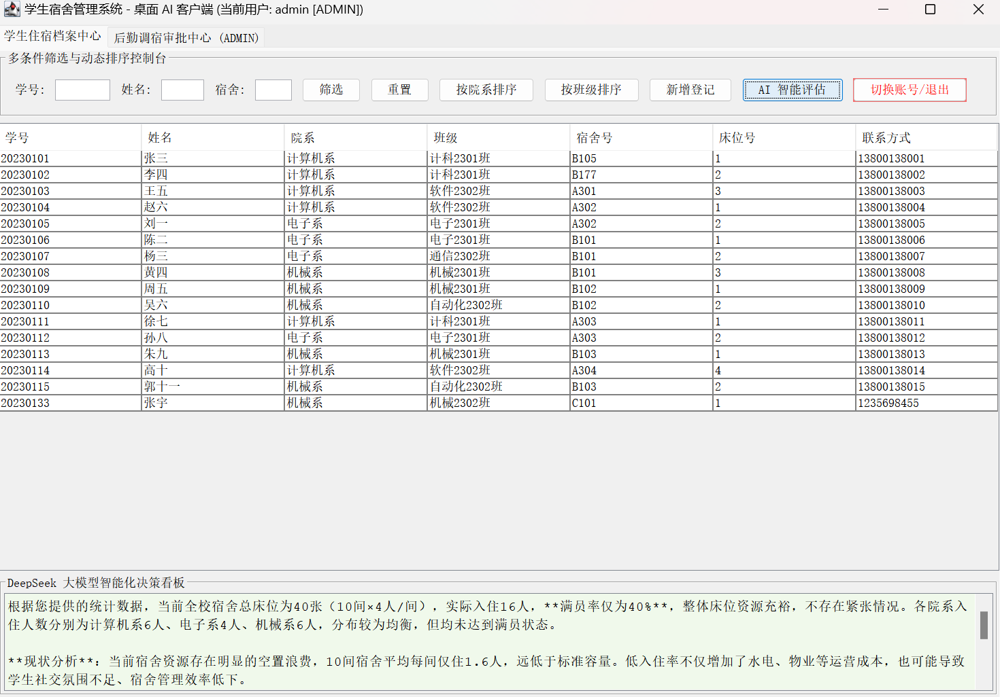 学生宿舍管理系统 - 桌面 AI 客户端 (当前用户: admin [ADMIN])
学生住宿档案中心 后勤调宿审批中心 (ADMIN)
多条件筛选与动态排序控制台
学号: 姓名: 宿舍: 筛选 重置 按院系排序 按班级排序 新增登记 AI 智能评估 切换账号/退出
学号 姓名 院系 班级 宿舍号 床位号 联系方式
20230101 张三 计算机系 计科2301班 B105 1 13800138001
20230102 李四 计算机系 计科2301班 B177 2 13800138002
20230103 王五 计算机系 软件2302班 A301 3 13800138003
20230104 赵六 计算机系 软件2302班 A302 1 13800138004
20230105 刘一 电子系 电子2301班 A302 2 13800138005
20230106 陈二 电子系 电子2301班 B101 1 13800138006
20230107 杨三 电子系 通信2302班 B101 2 13800138007
20230108 黄四 机械系 机械2301班 B101 3 13800138008
20230109 周五 机械系 机械2301班 B102 1 13800138009
20230110 吴六 机械系 自动化2302班 B102 2 13800138010
20230111 徐七 计算机系 计科2301班 A303 1 13800138011
20230112 孙八 电子系 电子2301班 A303 2 13800138012
20230113 朱九 机械系 机械2301班 B103 1 13800138013
20230114 高十 计算机系 软件2302班 A304 4 13800138014
20230115 郭十一 机械系 自动化2302班 B103 2 13800138015
20230133 张宇 机械系 机械2302班 C101 1 1235698455
DeepSeek 大模型智能化决策看板
根据您提供的统计数据，当前全校宿舍总床位为40张（10间×4人/间），实际入住16人，**满员率仅为40%**，整体床位资源充裕，不存在紧张情况。各院系入
住人数分别为计算机系6人、电子系4人、机械系6人，分布较为均衡，但均未达到满员状态。
**现状分析**：当前宿舍资源存在明显的空置浪费，10间宿舍平均每间仅住1.6人，远低于标准容量。低入住率不仅增加了水电、物业等运营成本，也可能导致
学生社交氛围不足、宿舍管理效率低下。